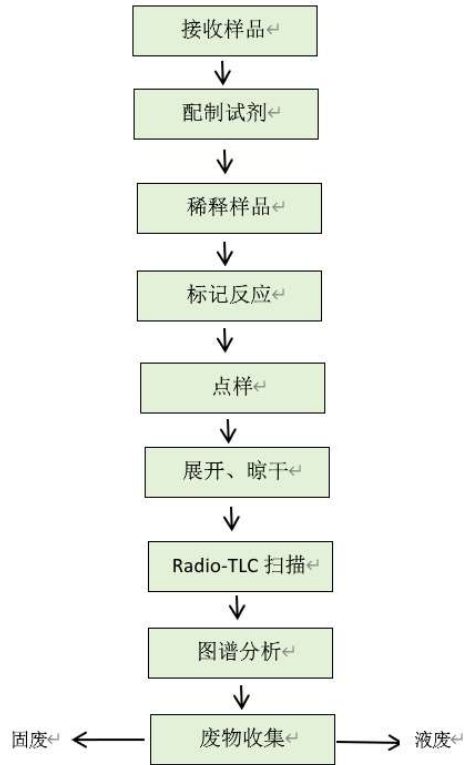 接收样品
配制试剂
稀释样品
标记反应
点样
展开、晾干
Radio-TLC 扫描
图谱分析
固废
废物收集
液废